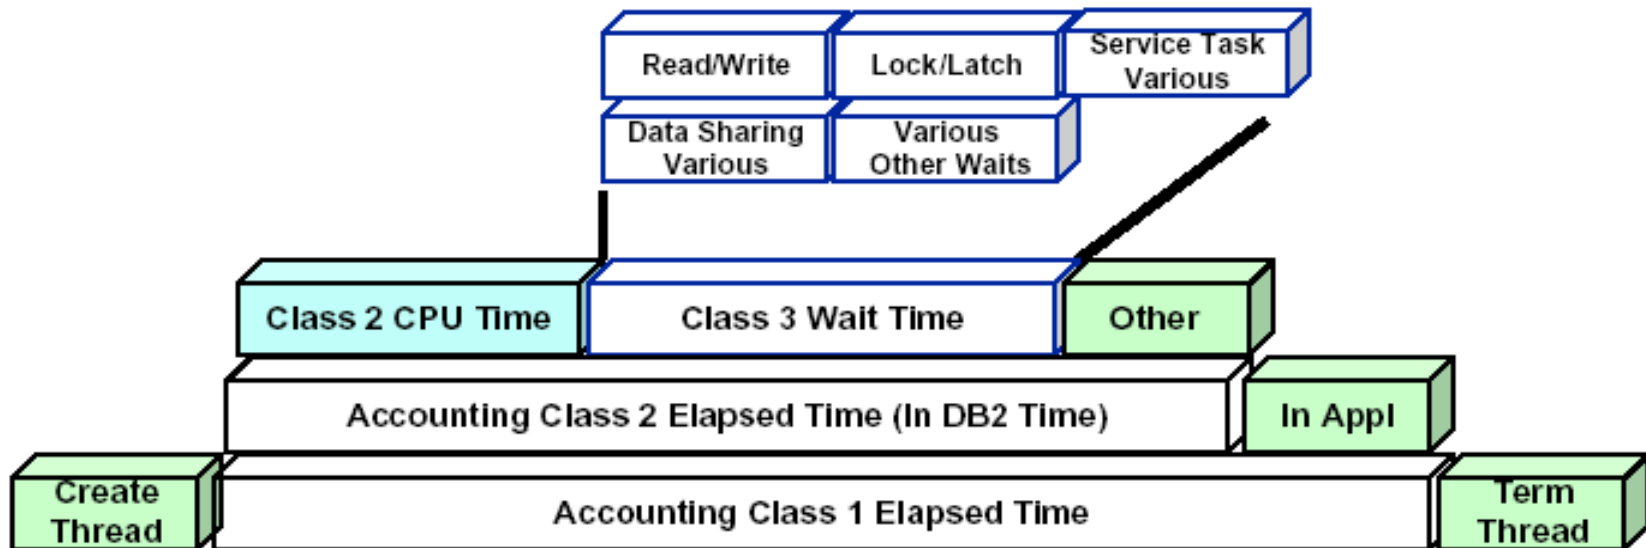 Read/Write
Lock/Latch
Service Task
Various
Data Sharing
Various
Various
Other Waits
Class 2 CPU Time
Class 3 Wait Time
Other
Accounting Class 2 Elapsed Time (In DB2 Time)
In Appl
Create
Thread
Accounting Class 1 Elapsed Time
Term
Thread